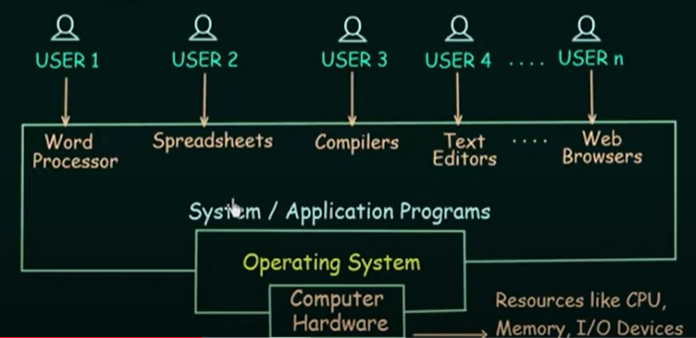 USER 1 USER 2 USER 3 USER 4 .... USER n
Word Processor Spreadsheets Compilers Text Editors .... Web Browsers
System / Application Programs
Operating System
Computer
Hardware
Resources like CPU,
Memory, I/O Devices